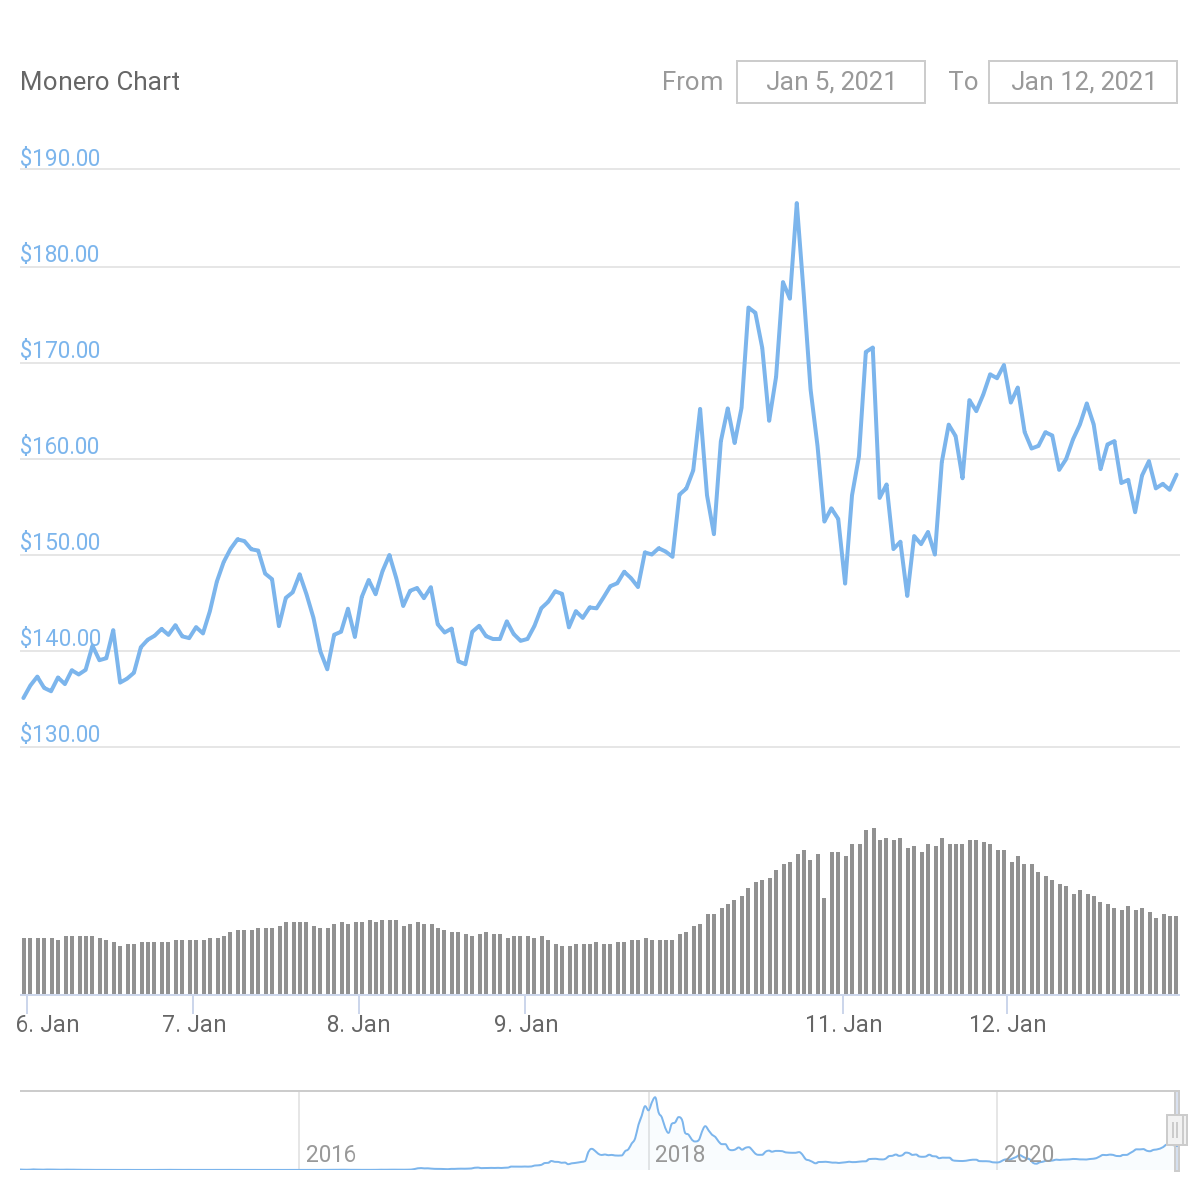 Monero Chart
From Jan 5, 2021 To Jan 12, 2021
$190.00
$180.00
$170.00
$160.00
$150.00
$140.00
$130.00
6. Jan 7. Jan 8. Jan 9. Jan 11. Jan 12. Jan
2016 2018 2020